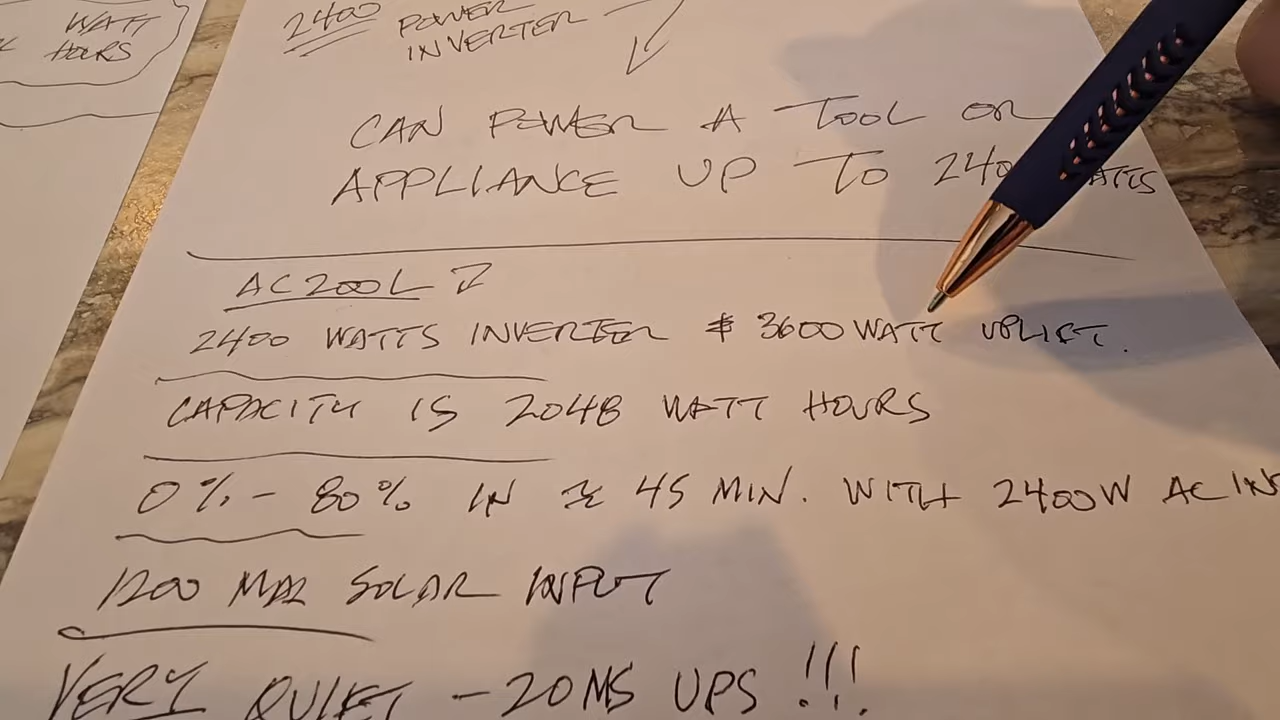 WATT
HOURS
2400 POWER
INVERTER
CAN POWER A TOOL OR
APPLIANCE UP TO 2400 WATTS
AC200L
2400 WATTS INVERTER & 3600 WATT UPLIFT.
CAPACITY IS 2048 WATT HOURS
0% - 80% IN ≈ 45 MIN. WITH 2400W AC IN
1200 MAX SOLAR INPUT
VERY QUIET - 20MS UPS !!!